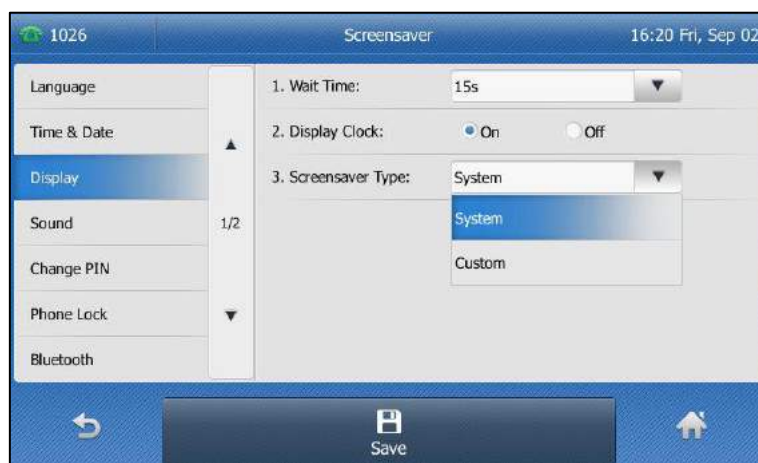 1026 Screensaver 16:20 Fri, Sep 02
Language
Time & Date
Display
Sound
Change PIN
Phone Lock
Bluetooth
1/2
1. Wait Time: 15s
2. Display Clock: On Off
3. Screensaver Type: System
System
Custom
Save